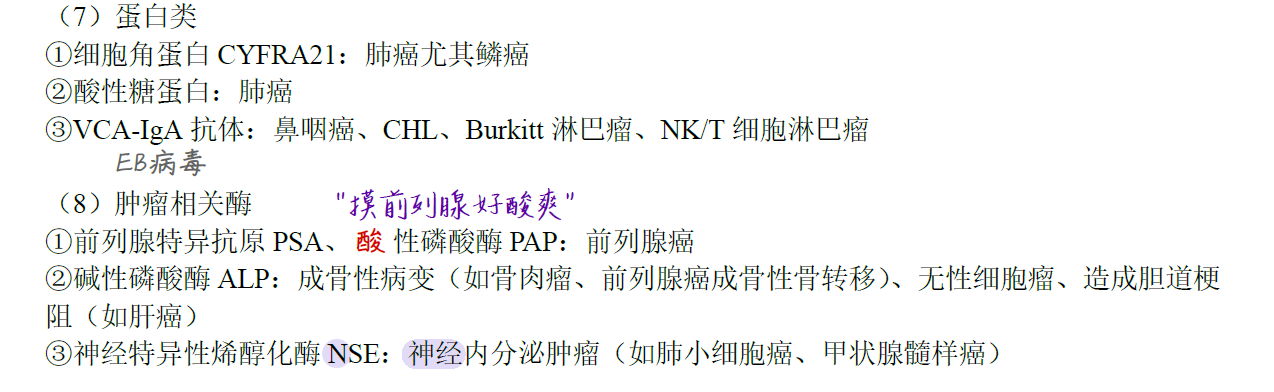 （7）蛋白类
①细胞角蛋白 CYFRA21：肺癌尤其鳞癌
②酸性糖蛋白：肺癌
③VCA-IgA 抗体：鼻咽癌、CHL、Burkitt 淋巴瘤、NK/T 细胞淋巴瘤
EB病毒
（8）肿瘤相关酶 "摸前列腺好酸爽"
①前列腺特异抗原 PSA、酸性磷酸酶 PAP：前列腺癌
②碱性磷酸酶 ALP：成骨性病变（如骨肉瘤、前列腺癌成骨性骨转移）、无性细胞瘤、造成胆道梗
阻（如肝癌）
③神经特异性烯醇化酶 NSE：神经内分泌肿瘤（如肺小细胞癌、甲状腺髓样癌）